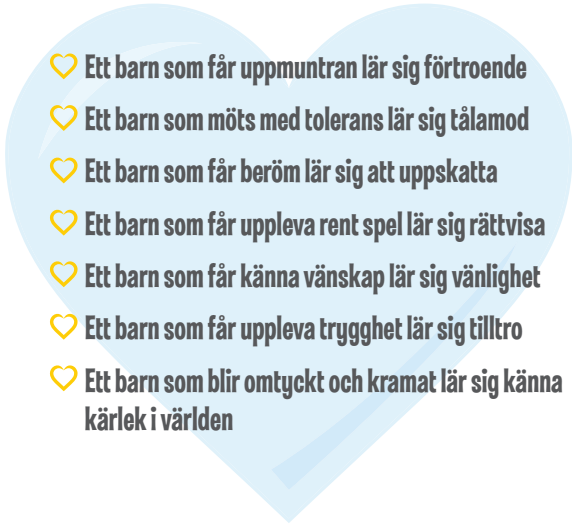 Ett barn som får uppmuntran lär sig förtroende
Ett barn som möts med tolerans lär sig tålamod
Ett barn som får beröm lär sig att uppskatta
Ett barn som får uppleva rent spel lär sig rättvisa
Ett barn som får känna vänskap lär sig vänlighet
Ett barn som får uppleva trygghet lär sig tilltro
Ett barn som blir omtyckt och kramat lär sig känna
kärlek i världen